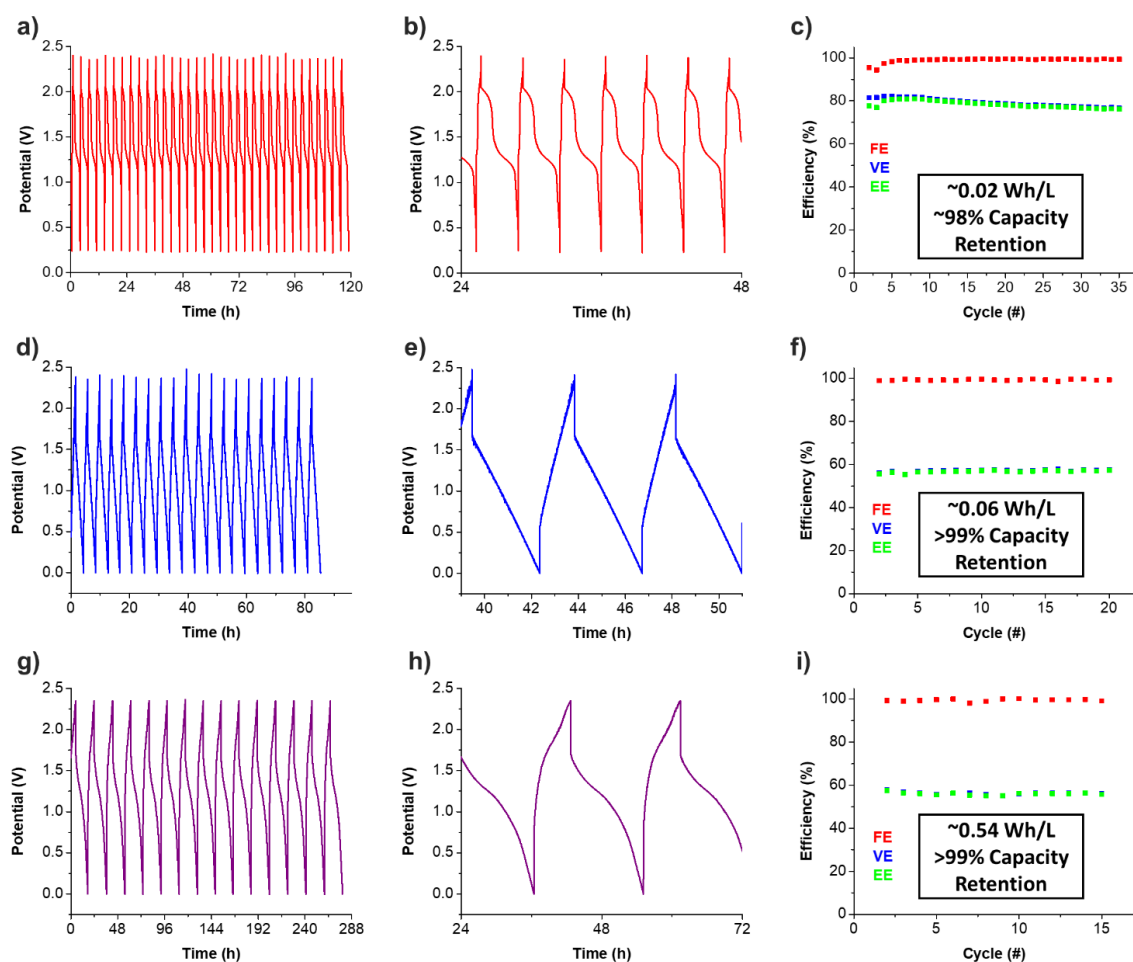 a)
2.5
2.0
1.5
1.0
0.5
0.0
Potential (V)
0 24 48 72 96 120
Time (h)
b)
2.5
2.0
1.5
1.0
0.5
0.0
Potential (V)
24 48
Time (h)
c)
100
80
60
40
20
0
Efficiency (%)
FE
VE
EE
~0.02 Wh/L
~98% Capacity
Retention
0 5 10 15 20 25 30 35
Cycle (#)
d)
2.5
2.0
1.5
1.0
0.5
0.0
Potential (V)
0 20 40 60 80
Time (h)
e)
2.5
2.0
1.5
1.0
0.5
0.0
Potential (V)
40 42 44 46 48 50
Time (h)
f)
100
80
60
40
20
0
Efficiency (%)
FE
VE
EE
~0.06 Wh/L
>99% Capacity
Retention
0 5 10 15 20
Cycle (#)
g)
2.5
2.0
1.5
1.0
0.5
0.0
Potential (V)
0 48 96 144 192 240 288
Time (h)
h)
2.5
2.0
1.5
1.0
0.5
0.0
Potential (V)
24 48 72
Time (h)
i)
100
80
60
40
20
0
Efficiency (%)
FE
VE
EE
~0.54 Wh/L
>99% Capacity
Retention
0 5 10 15
Cycle (#)